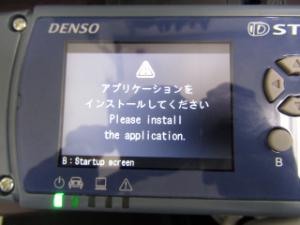 DENSO
DST
アプリケーションを
インストールしてください
Please install
the application.
B:Startup screen
B